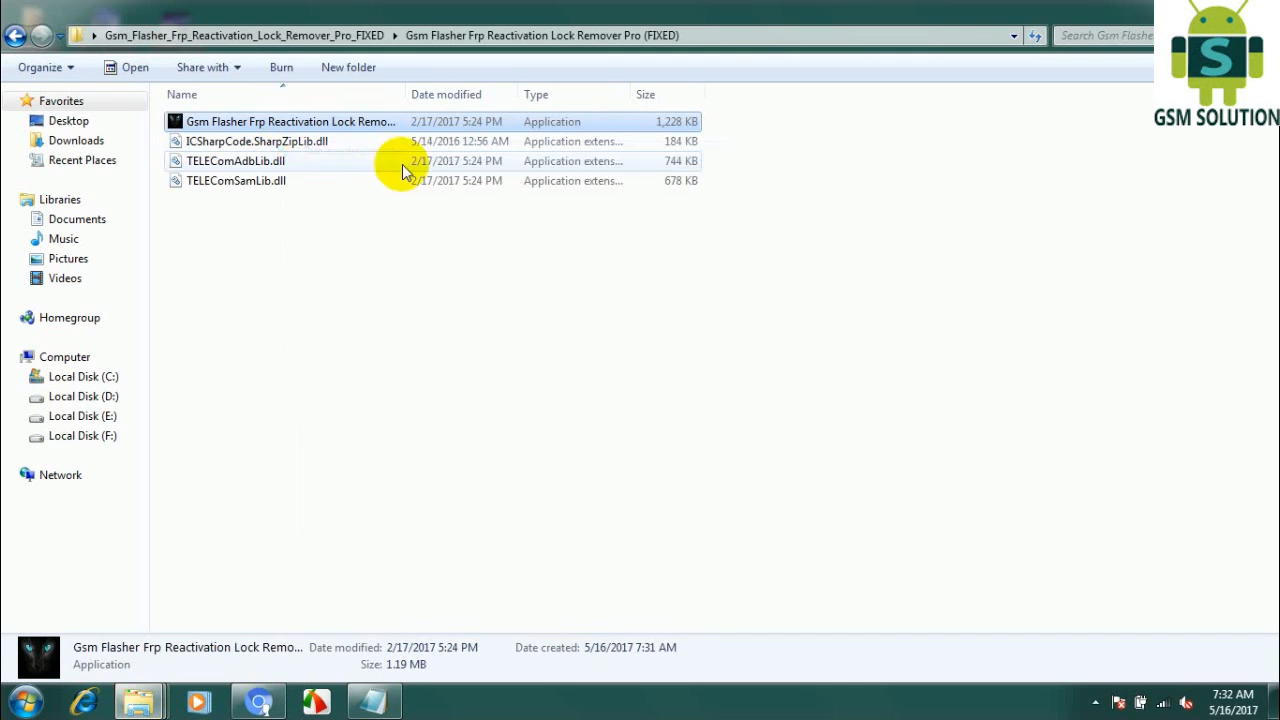 Gsm_Flasher_Frp_Reactivation_Lock_Remover_Pro_FIXED Gsm Flasher Frp Reactivation Lock Remover Pro (FIXED) Search Gsm Flashe
S
GSM SOLUTION
Organize Open Share with Burn New folder
Name Date modified Type Size
Gsm Flasher Frp Reactivation Lock Remo... 2/17/2017 5:24 PM Application 1,228 KB
ICSharpCode.SharpZipLib.dll 5/14/2016 12:56 AM Application extens... 184 KB
TELEComAdbLib.dll 2/17/2017 5:24 PM Application extens... 744 KB
TELEComSamLib.dll 2/17/2017 5:24 PM Application extens... 678 KB
Favorites
Desktop
Downloads
Recent Places
Libraries
Documents
Music
Pictures
Videos
Homegroup
Computer
Local Disk (C:)
Local Disk (D:)
Local Disk (E:)
Local Disk (F:)
Network
Gsm Flasher Frp Reactivation Lock Remo... Date modified: 2/17/2017 5:24 PM Date created: 5/16/2017 7:31 AM
Application Size: 1.19 MB
7:32 AM
5/16/2017